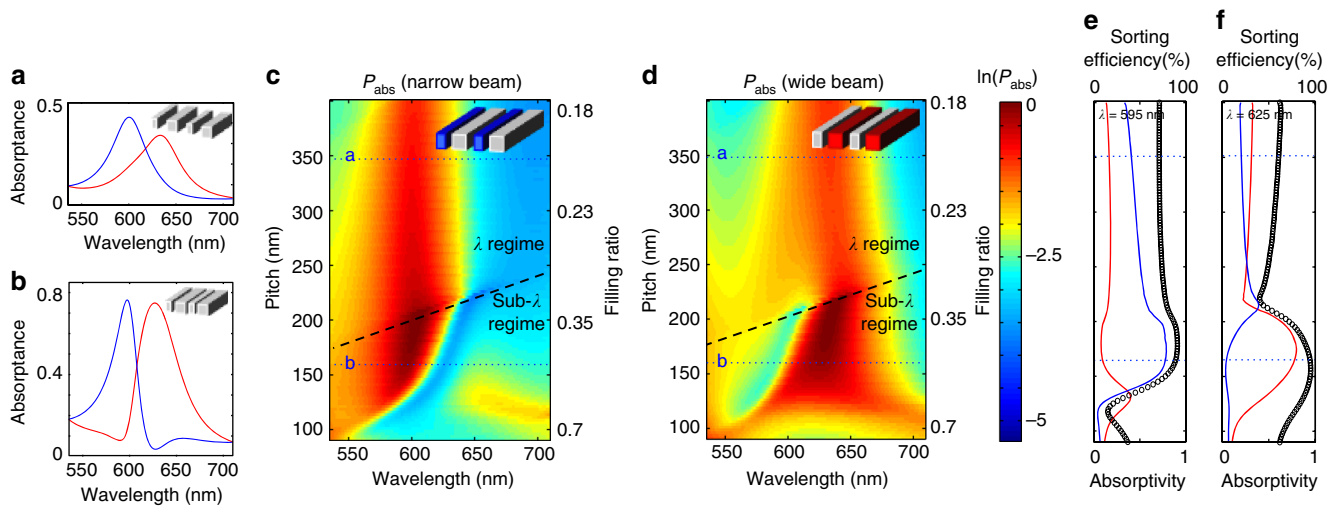 a
0.5
0
Absorptance
550 600 650 700
Wavelength (nm)
b
0.8
0.4
0
Absorptance
550 600 650 700
Wavelength (nm)
c
P abs (narrow beam)
350
300
250
200
150
100
Pitch (nm)
a
b
λ regime
Sub-λ
regime
0.18
0.23
0.35
0.7
Filling ratio
550 600 650 700
Wavelength (nm)
d
P abs (wide beam)
350
300
250
200
150
100
Pitch (nm)
a
b
λ regime
Sub-λ
regime
0.18
0.23
0.35
0.7
Filling ratio
550 600 650 700
Wavelength (nm)
ln(P abs)
0
−2.5
−5
e
Sorting
efficiency(%)
0 100
λ = 595 nm
0 1
Absorptivity
f
Sorting
efficiency(%)
0 100
λ = 625 nm
0 1
Absorptivity